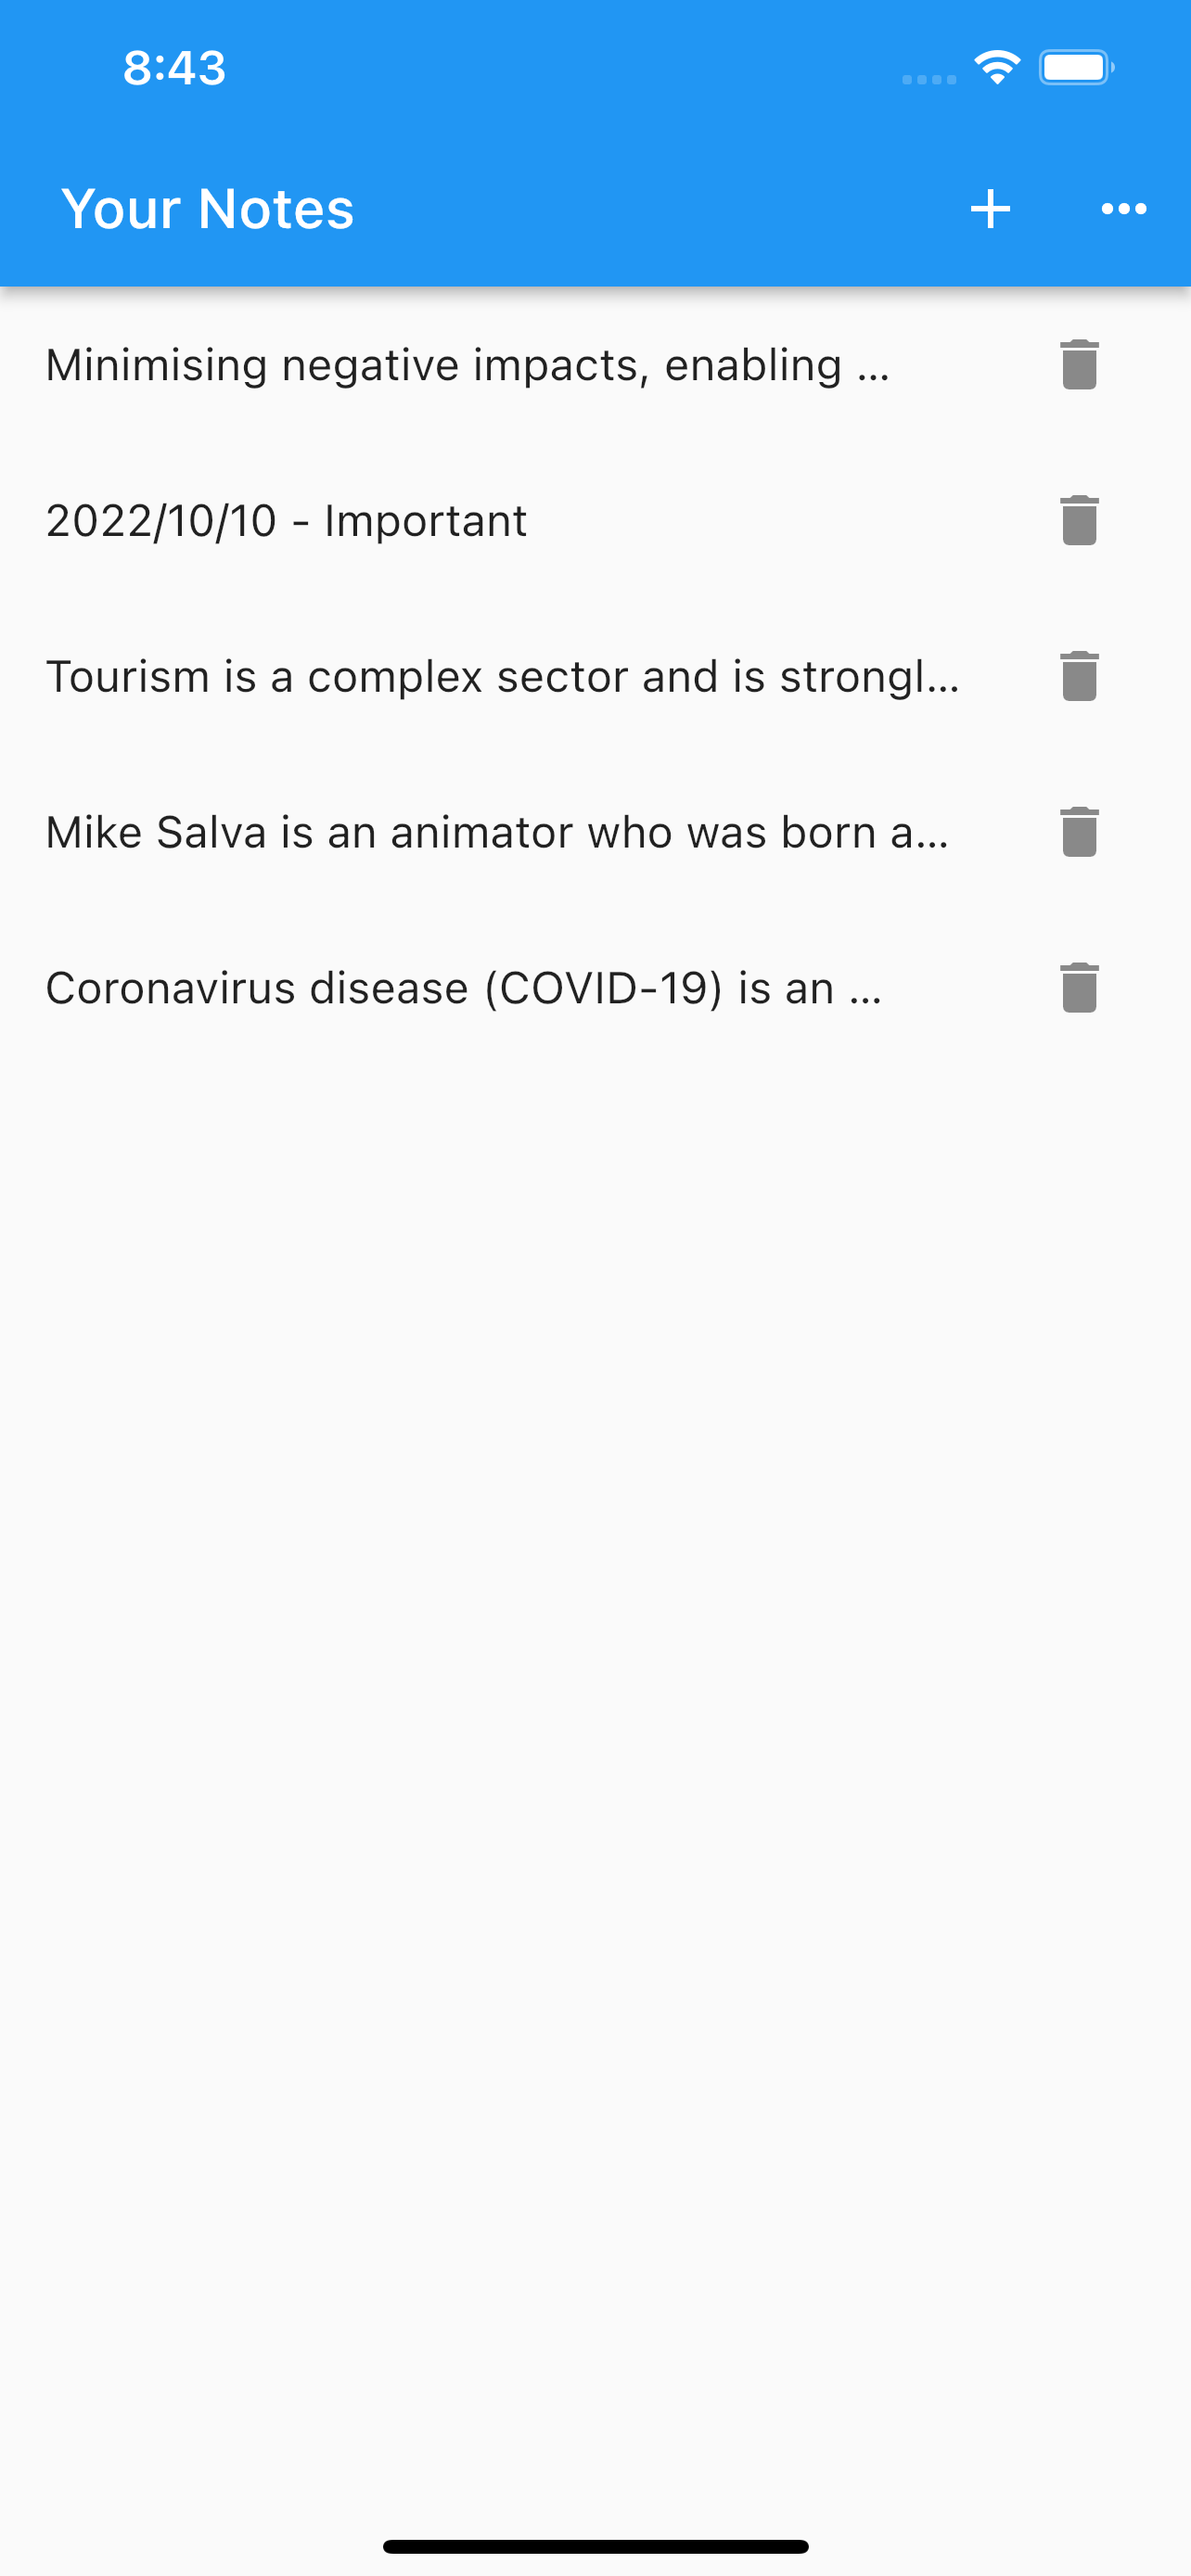 8:43
Your Notes
Minimising negative impacts, enabling ...
2022/10/10 - Important
Tourism is a complex sector and is strongl...
Mike Salva is an animator who was born a...
Coronavirus disease (COVID-19) is an ...